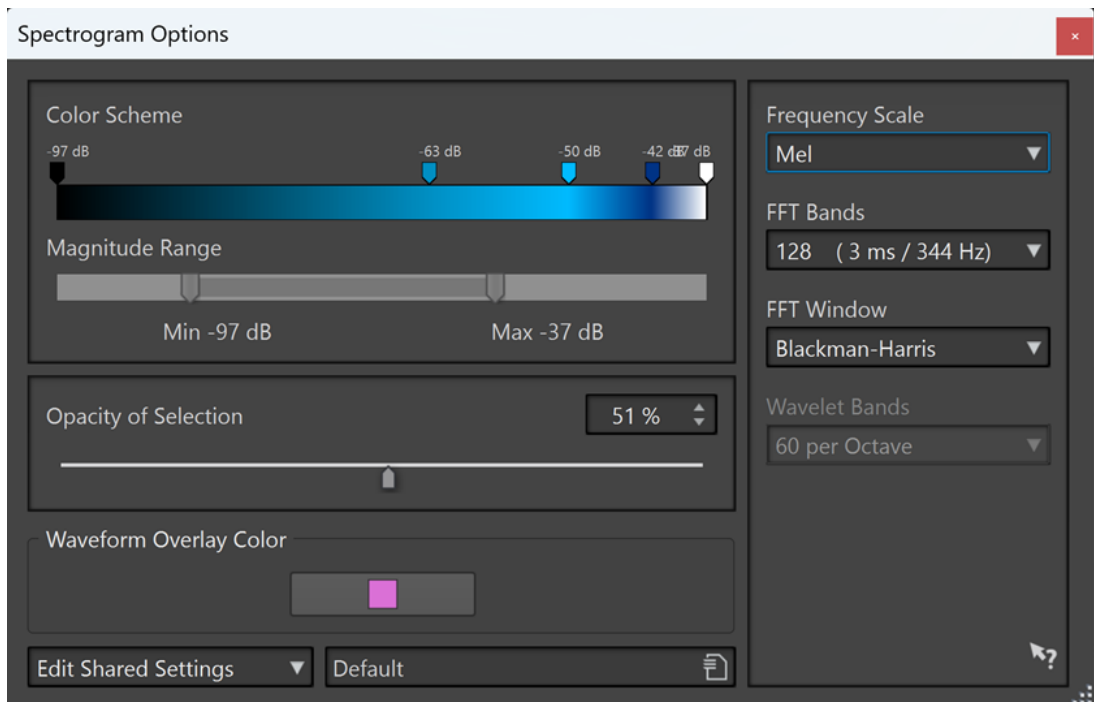 Spectrogram Options
Color Scheme
-97 dB -63 dB -50 dB -42 dB -37 dB
Magnitude Range
Min -97 dB Max -37 dB
Opacity of Selection
51 %
Waveform Overlay Color
Edit Shared Settings
Default
Frequency Scale
Mel
FFT Bands
128 ( 3 ms / 344 Hz)
FFT Window
Blackman-Harris
Wavelet Bands
60 per Octave
?